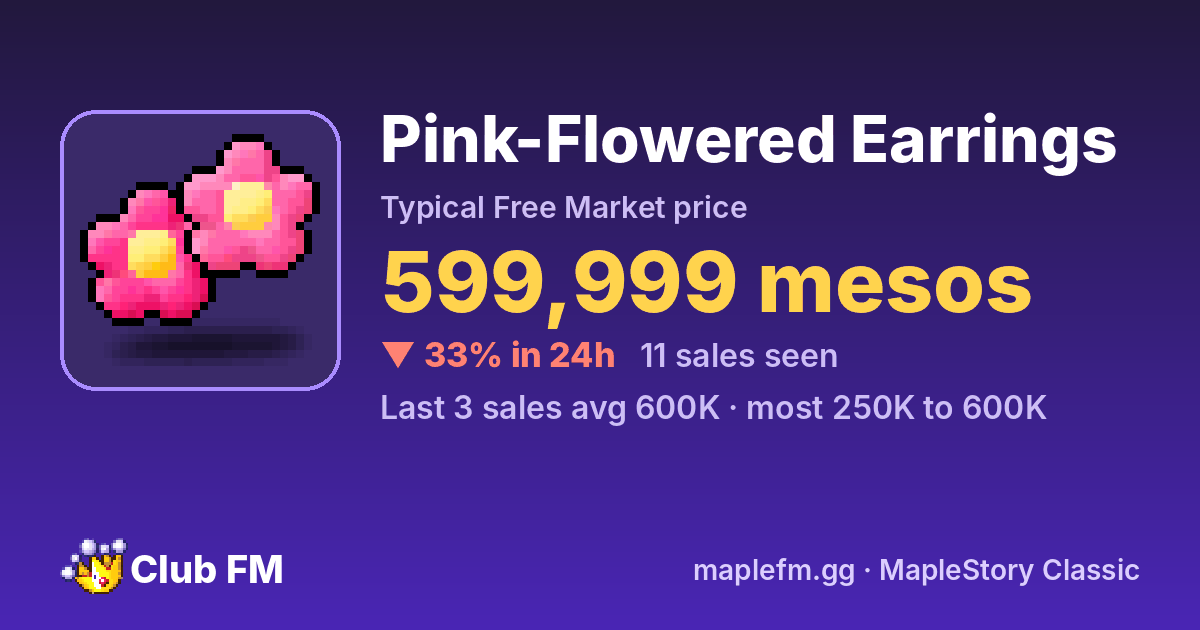 Pink-Flowered Earrings
Typical Free Market price
599,999 mesos
▼ 33% in 24h 11 sales seen
Last 3 sales avg 600K · most 250K to 600K
Club FM
maplefm.gg · MapleStory Classic